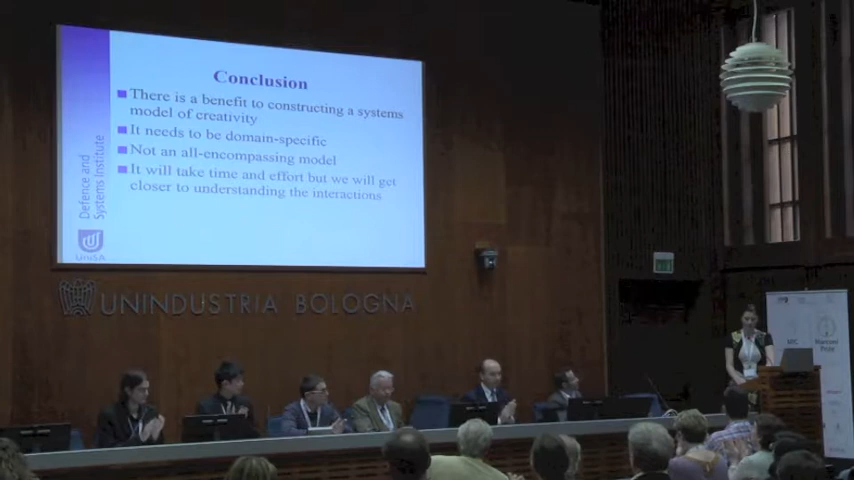 Conclusion
There is a benefit to constructing a systems
model of creativity
It needs to be domain-specific
Not an all-encompassing model
It will take time and effort but we will get
closer to understanding the interactions
Defence and
Systems Institute
UniSA
UNINDUSTRIA BOLOGNA
Marconi
Prize